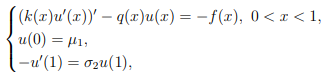 (k(x)u′(x))′ − q(x)u(x) = −f(x), 0 < x < 1,
u(0) = μ₁,
−u′(1) = σ₂u(1),